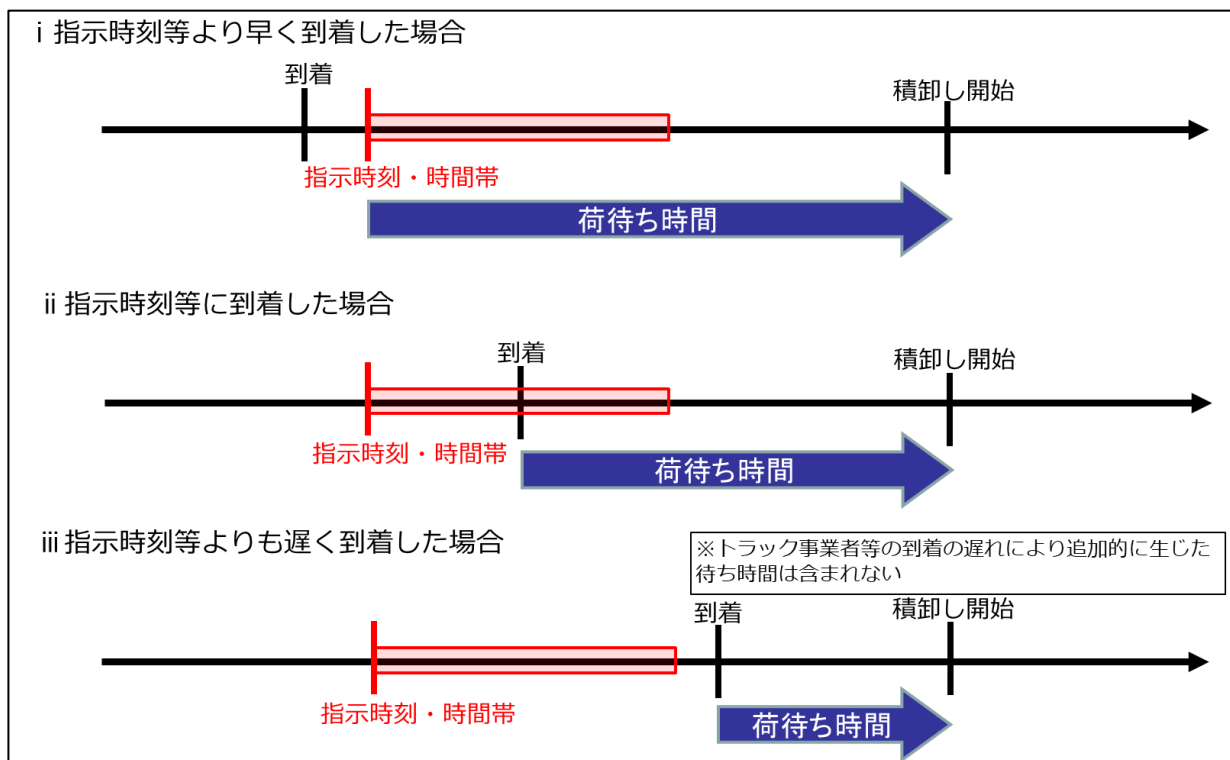 ⅰ 指示時刻等より早く到着した場合
到着
積卸し開始
指示時刻・時間帯
荷待ち時間
ⅱ 指示時刻等に到着した場合
到着
積卸し開始
指示時刻・時間帯
荷待ち時間
ⅲ 指示時刻等よりも遅く到着した場合
※トラック事業者等の到着の遅れにより追加的に生じた
待ち時間は含まれない
到着
積卸し開始
指示時刻・時間帯
荷待ち時間